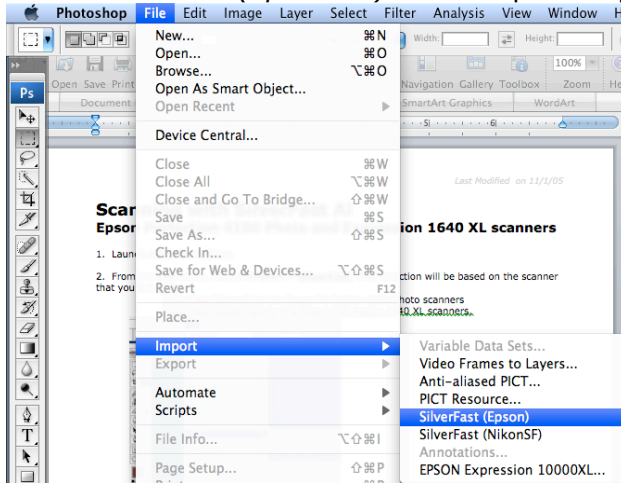 Photoshop File Edit Image Layer Select Filter Analysis View Window
Width: Height:
New... ⌘N
Open... ⌘O
Browse... ⌥⌘O
Open As Smart Object...
Open Recent
Device Central...
Close ⌘W
Close All ⌥⌘W
Close and Go To Bridge... ⇧⌘W
Save ⌘S
Save As... ⇧⌘S
Check In...
Save for Web & Devices... ⌥⇧⌘S
Revert F12
Place...
Import
Export
Automate
Scripts
File Info... ⌥⇧⌘I
Page Setup... ⇧⌘P
Variable Data Sets...
Video Frames to Layers...
Anti-aliased PICT...
PICT Resource...
SilverFast (Epson)
SilverFast (NikonSF)
Annotations...
EPSON Expression 10000XL...
Ps
Open Save Print
Navigation Gallery Toolbox Zoom
100%
Document
SmartArt Graphics WordArt
5 6
Last Modified on 11/1/05
ion 1640 XL scanners
1.
2. From ction will be based on the scanner
that you
hoto scanners
40 XL scanners.